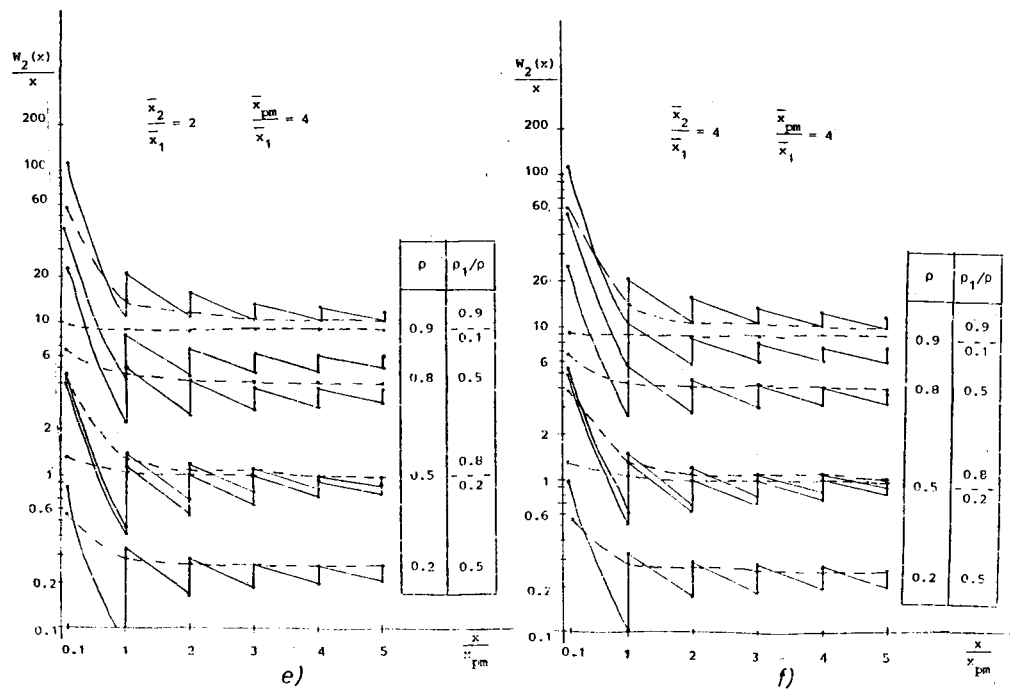 W₂(x)
x
x̄₂ / x̄₁ = 2
x̄pm / x̄₁ = 4
200
100
60
20
10
6
2
1
0.6
0.2
0.1
ρ ρ₁/ρ
0.9 0.9
0.1
0.8 0.5
0.5 0.8
0.2
0.2 0.5
0.1 1 2 3 4 5
x
xpm
e)
W₂(x)
x
x̄₂ / x̄₁ = 4
x̄pm / x̄₁ = 4
200
100
60
20
10
6
2
1
0.6
0.2
0.1
ρ ρ₁/ρ
0.9 0.9
0.1
0.8 0.5
0.5 0.8
0.2
0.2 0.5
0.1 1 2 3 4 5
x
xpm
f)